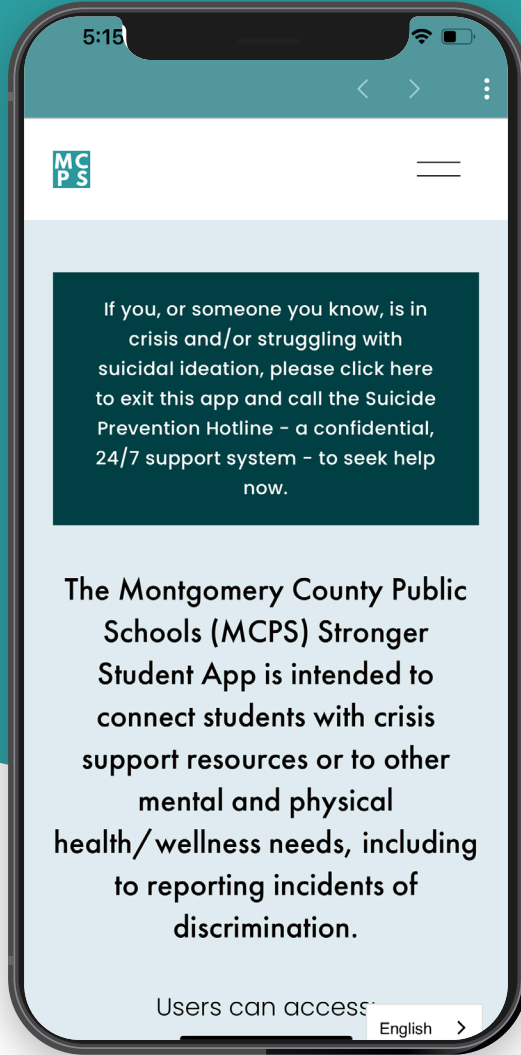 5:15
MC
PS
If you, or someone you know, is in
crisis and/or struggling with
suicidal ideation, please click here
to exit this app and call the Suicide
Prevention Hotline - a confidential,
24/7 support system - to seek help
now.
The Montgomery County Public
Schools (MCPS) Stronger
Student App is intended to
connect students with crisis
support resources or to other
mental and physical
health/wellness needs, including
to reporting incidents of
discrimination.
Users can access:
English